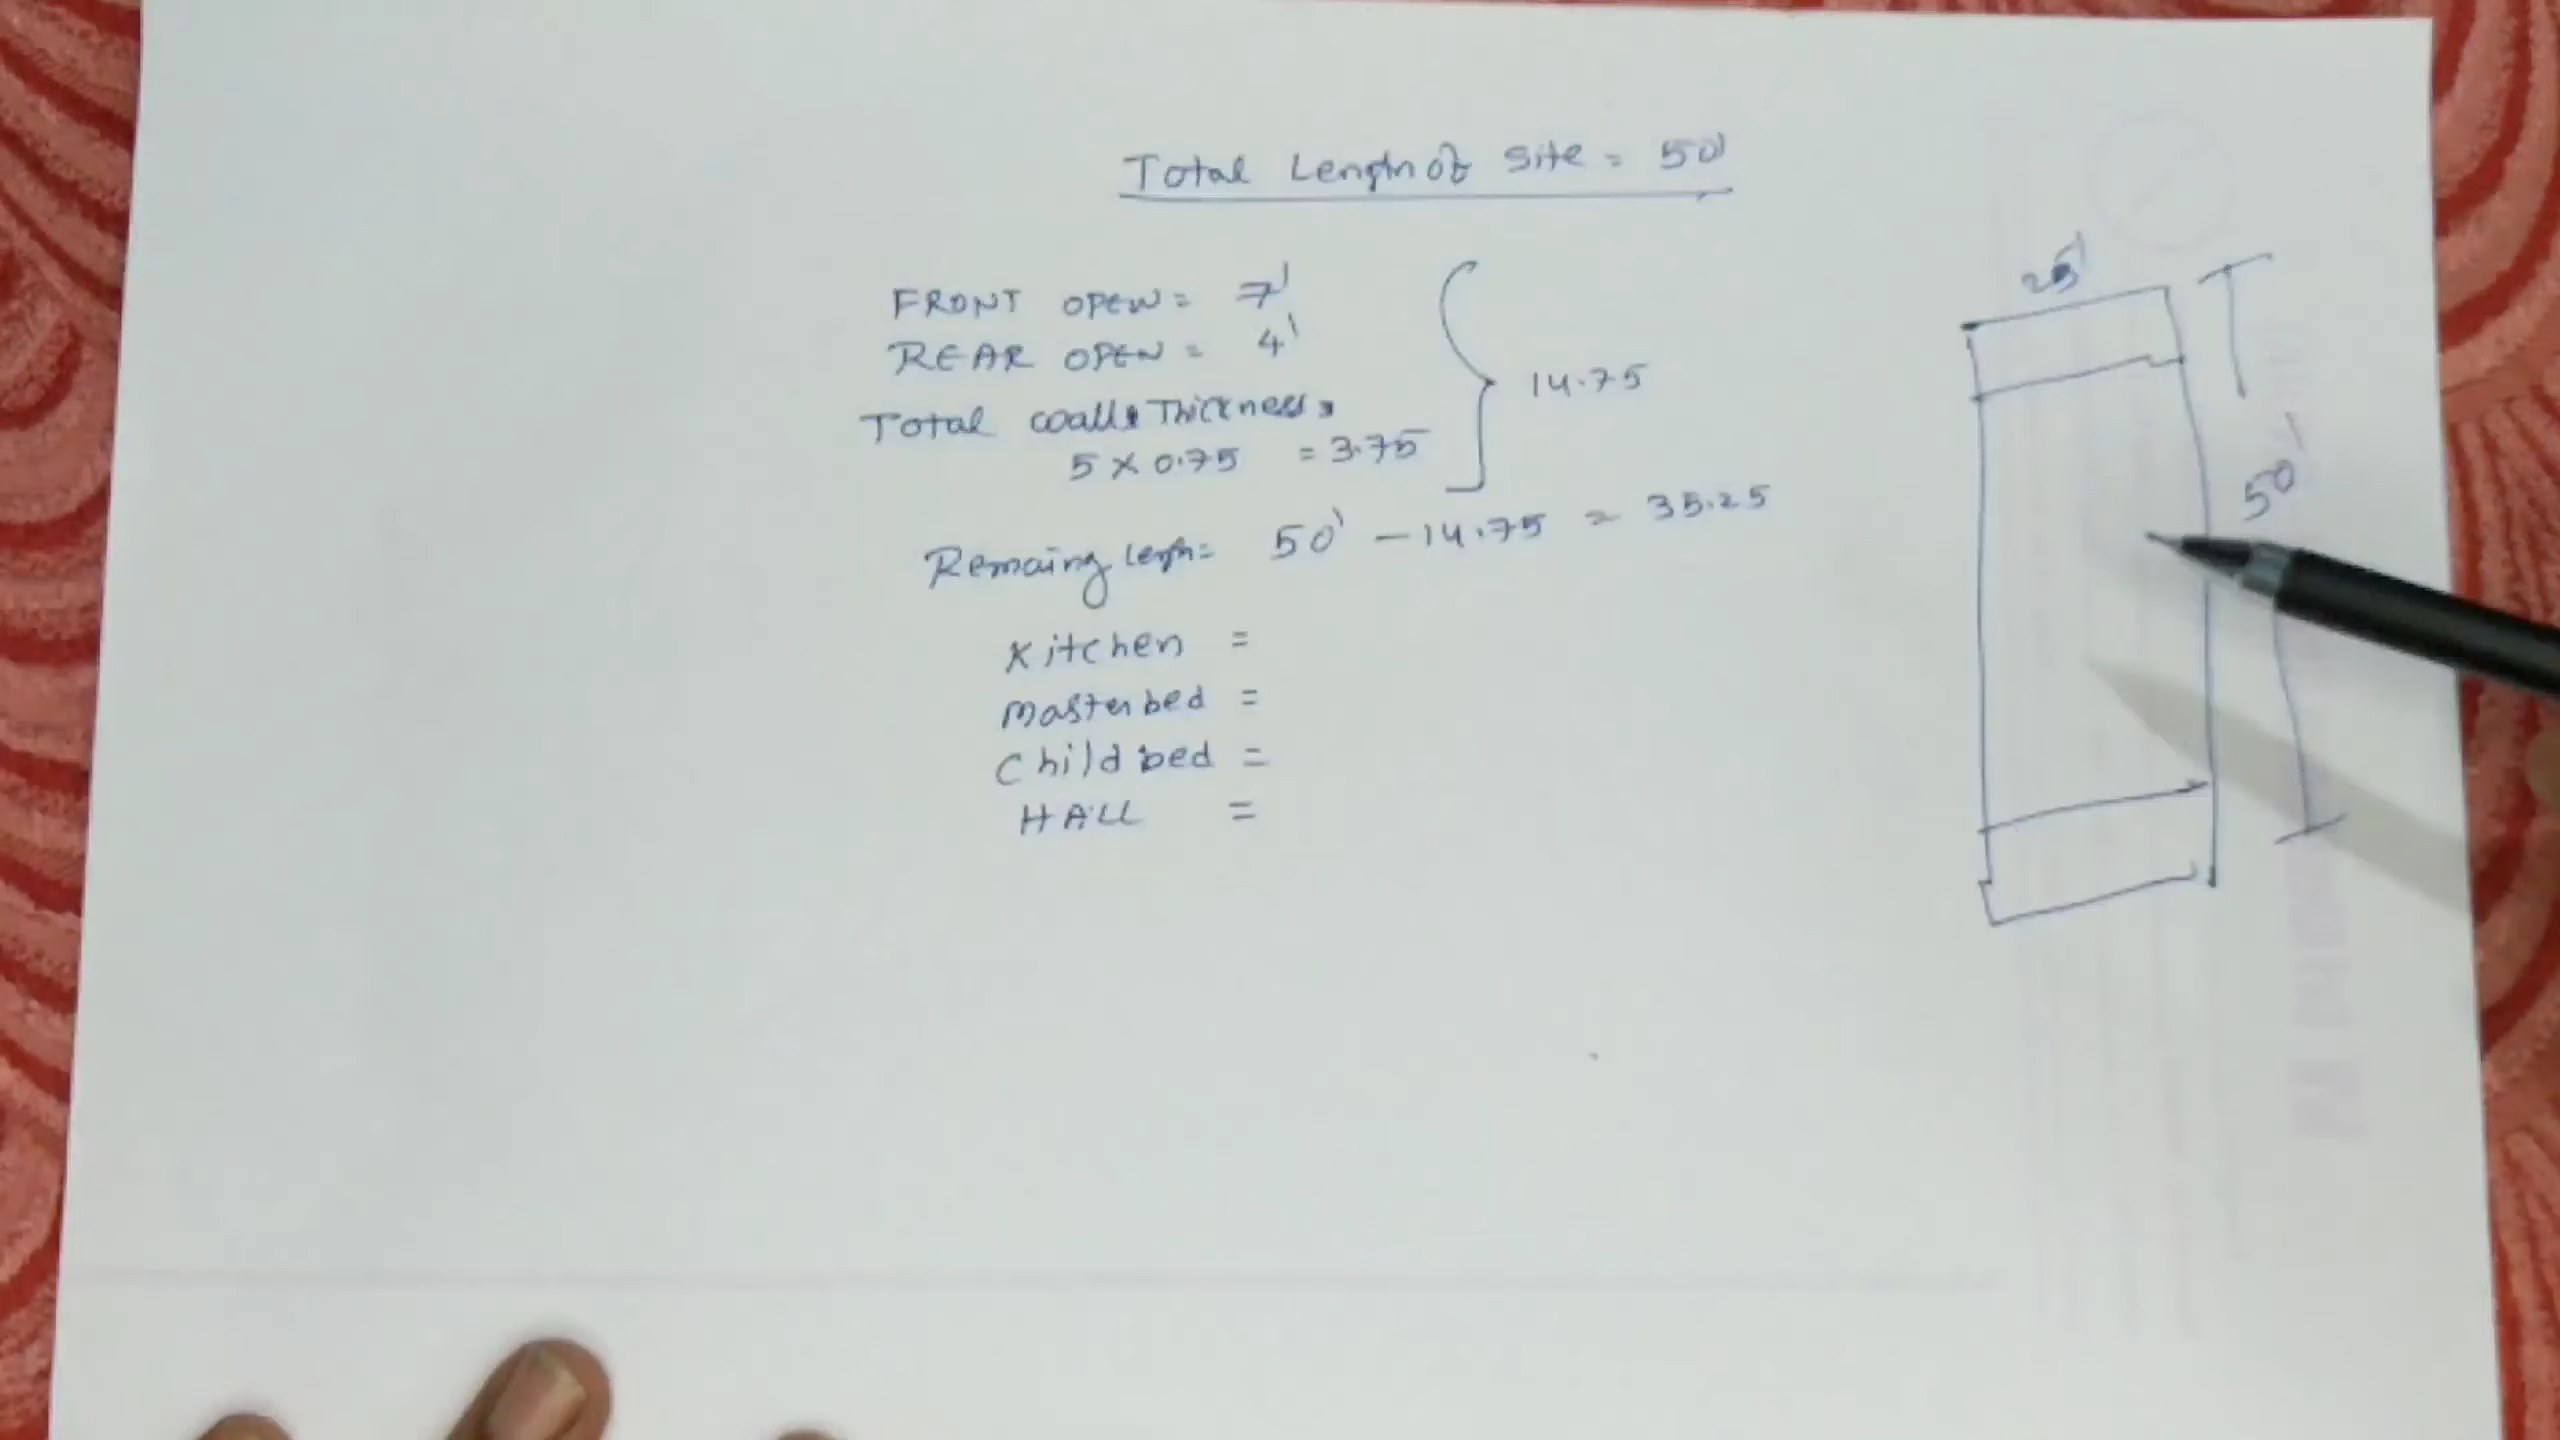 Total Length of Site = 50'
FRONT OPEN = 7'
REAR OPEN = 4'
Total walls Thickness =
5 x 0.75 = 3.75
14.75
Remaing Length = 50' - 14.75 = 35.25
Kitchen =
Master bed =
Child bed =
HALL =
25'
50'